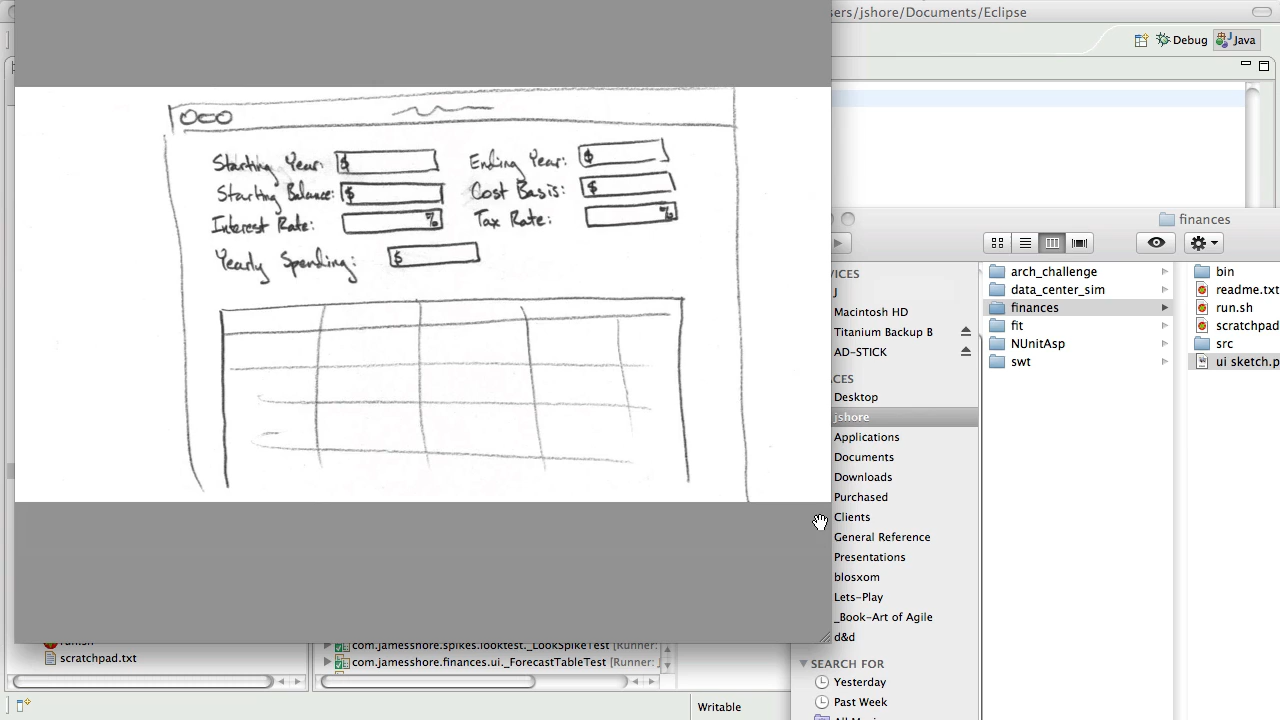 ers/jshore/Documents/Eclipse
Debug
Java
Starting Year: $
Ending Year: $
Starting Balance: $
Cost Basis: $
Interest Rate: %
Tax Rate: %
Yearly Spending: $
finances
VICES
J
Macintosh HD
Titanium Backup B
AD-STICK
ACES
Desktop
jshore
Applications
Documents
Downloads
Purchased
Clients
General Reference
Presentations
blosxom
Lets-Play
_Book-Art of Agile
d&d
SEARCH FOR
Yesterday
Past Week
arch_challenge
data_center_sim
finances
fit
NUnitAsp
swt
bin
readme.txt
run.sh
scratchpad
src
ui sketch.p
run.sh
scratchpad.txt
com.jamesshore.spikes.looktest._LookSpikeTest [Runner:
com.jamesshore.finances.ui._ForecastTableTest [Runner: J
Writable